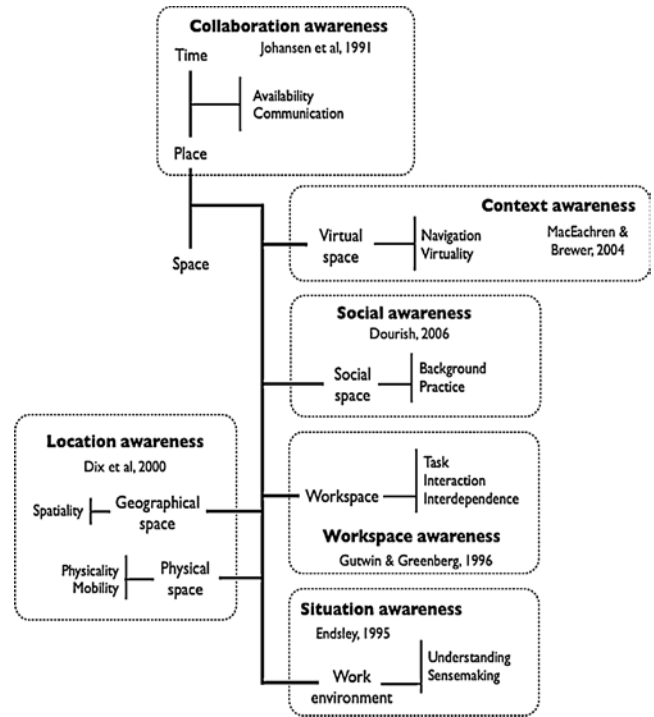 Collaboration awareness
Johansen et al, 1991
Time
Availability
Communication
Place
Space
Context awareness
MacEachren &
Brewer, 2004
Virtual
space
Navigation
Virtuality
Social awareness
Dourish, 2006
Social
space
Background
Practice
Location awareness
Dix et al, 2000
Spatiality
Geographical
space
Physicality
Mobility
Physical
space
Workspace
Task
Interaction
Interdependence
Workspace awareness
Gutwin & Greenberg, 1996
Situation awareness
Endsley, 1995
Work
environment
Understanding
Sensemaking